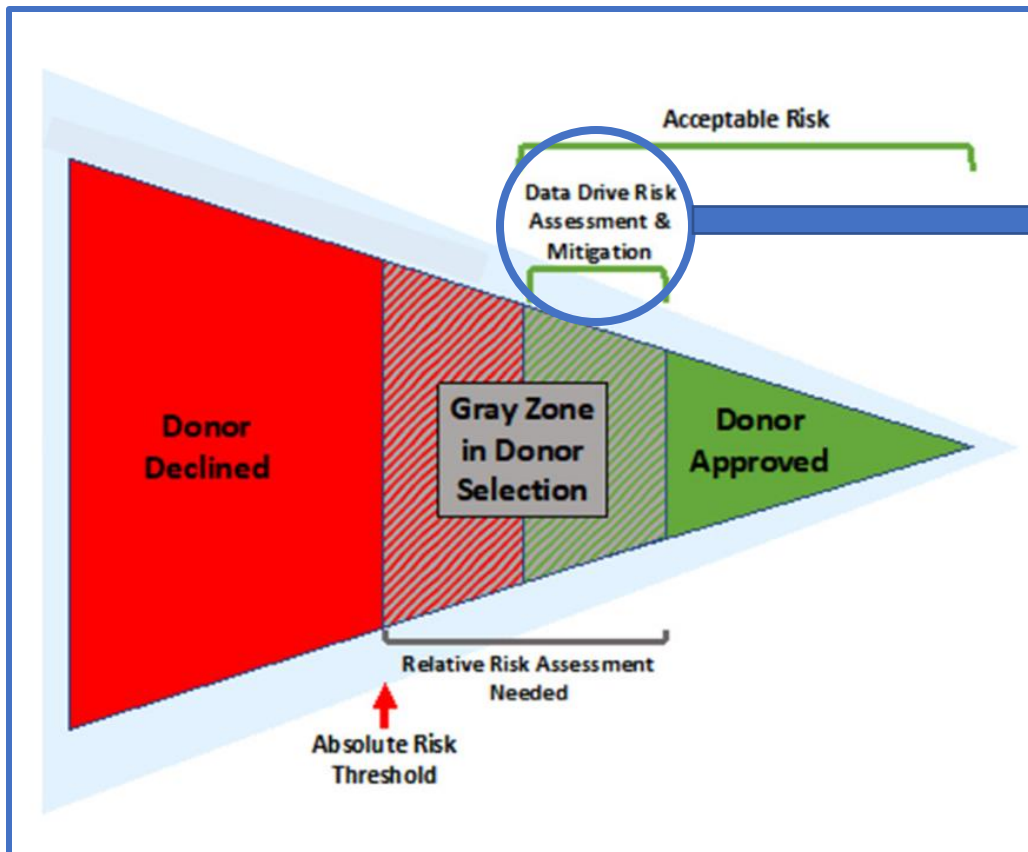 Acceptable Risk
Data Drive Risk
Assessment &
Mitigation
Donor
Declined
Gray Zone
in Donor
Selection
Donor
Approved
Relative Risk Assessment
Needed
Absolute Risk
Threshold